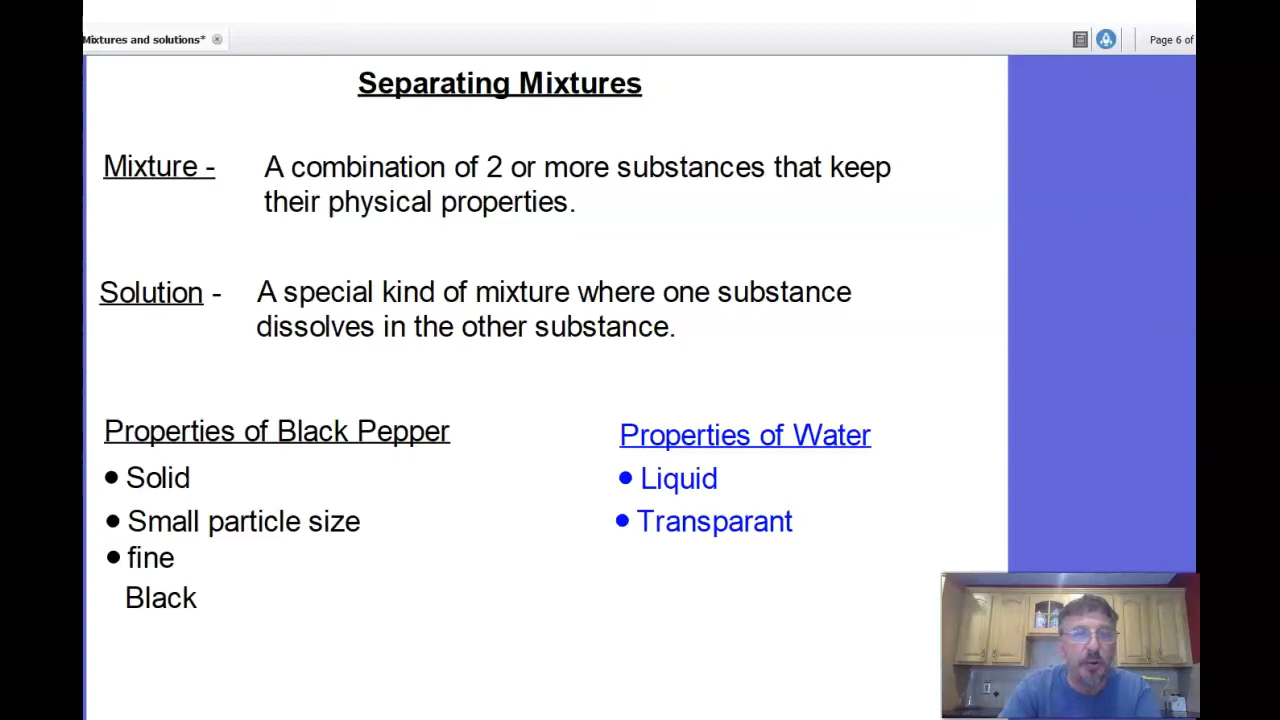 Mixtures and solutions*
Page 6 of
Separating Mixtures
Mixture - A combination of 2 or more substances that keep
their physical properties.
Solution - A special kind of mixture where one substance
dissolves in the other substance.
Properties of Black Pepper
• Solid
• Small particle size
• fine
Black
Properties of Water
• Liquid
• Transparant